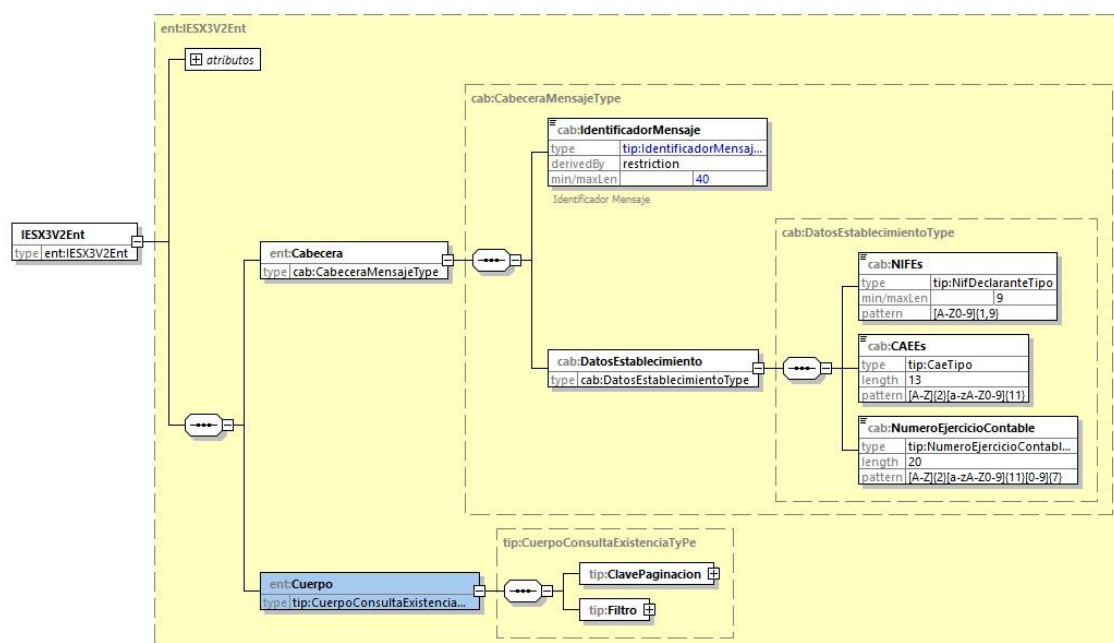 ent:IESX3V2Ent
atributos
cab:CabeceraMensajeType
cab:IdentificadorMensaje
type tip:IdentificadorMensaj...
derivedBy restriction
min/maxLen 40
Identificador Mensaje
IESX3V2Ent
type ent:IESX3V2Ent
ent:Cabecera
type cab:CabeceraMensajeType
cab:DatosEstablecimientoType
cab:NIFEs
type tip:NifDeclaranteTipo
min/maxLen 9
pattern [A-Z0-9]{1,9}
cab:DatosEstablecimiento
type cab:DatosEstablecimientoType
cab:CAEEs
type tip:CaeTipo
length 13
pattern [A-Z]{2}[a-zA-Z0-9]{11}
cab:NumeroEjercicioContable
type tip:NumeroEjercicioContabl...
length 20
pattern [A-Z]{2}[a-zA-Z0-9]{11}[0-9]{7}
tip:CuerpoConsultaExistenciaTyPe
ent:Cuerpo
type tip:CuerpoConsultaExistencia...
tip:ClavePaginacion
tip:Filtro